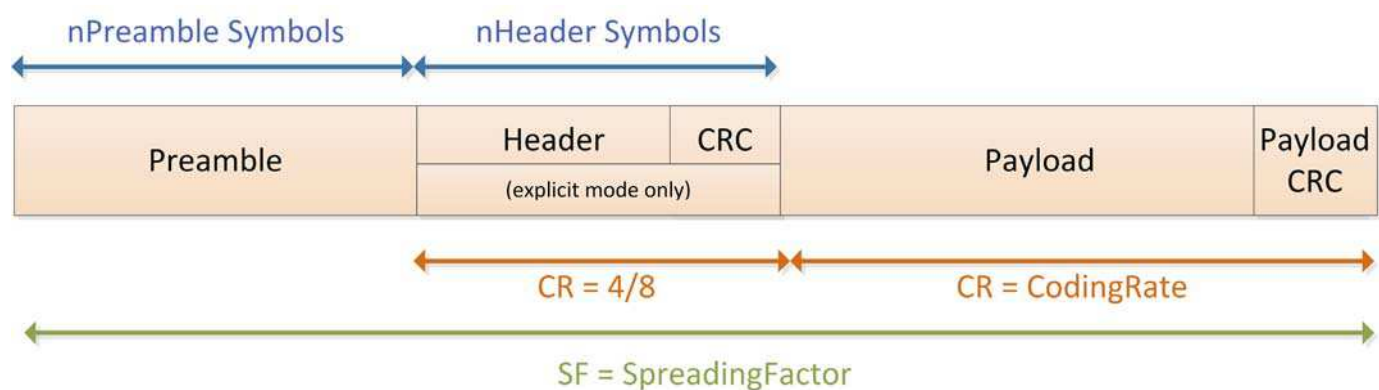 nPreamble Symbols
nHeader Symbols
Preamble
Header
CRC
(explicit mode only)
Payload
Payload
CRC
CR = 4/8
CR = CodingRate
SF = SpreadingFactor